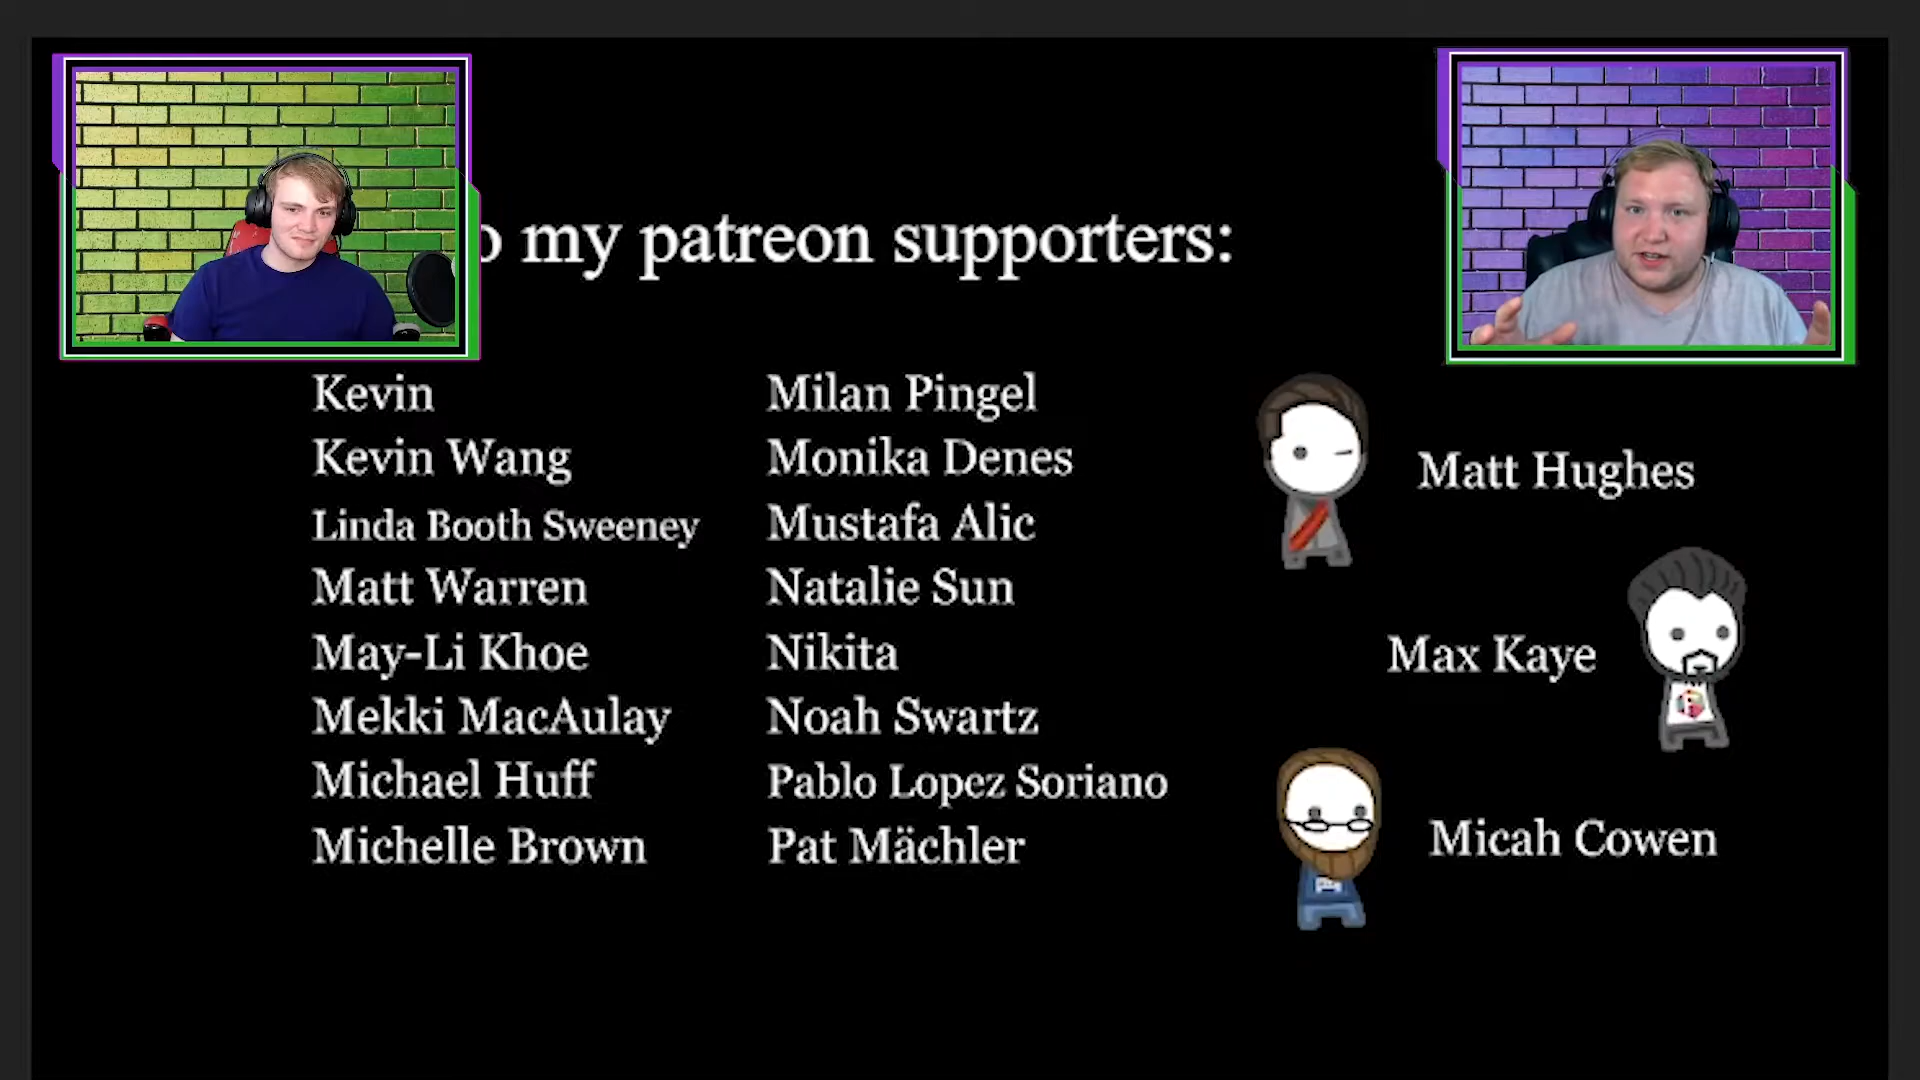 my patreon supporters:
Kevin
Kevin Wang
Linda Booth Sweeney
Matt Warren
May-Li Khoe
Mekki MacAulay
Michael Huff
Michelle Brown
Milan Pingel
Monika Denes
Mustafa Alic
Natalie Sun
Nikita
Noah Swartz
Pablo Lopez Soriano
Pat Mächler
Matt Hughes
Max Kaye
Micah Cowen